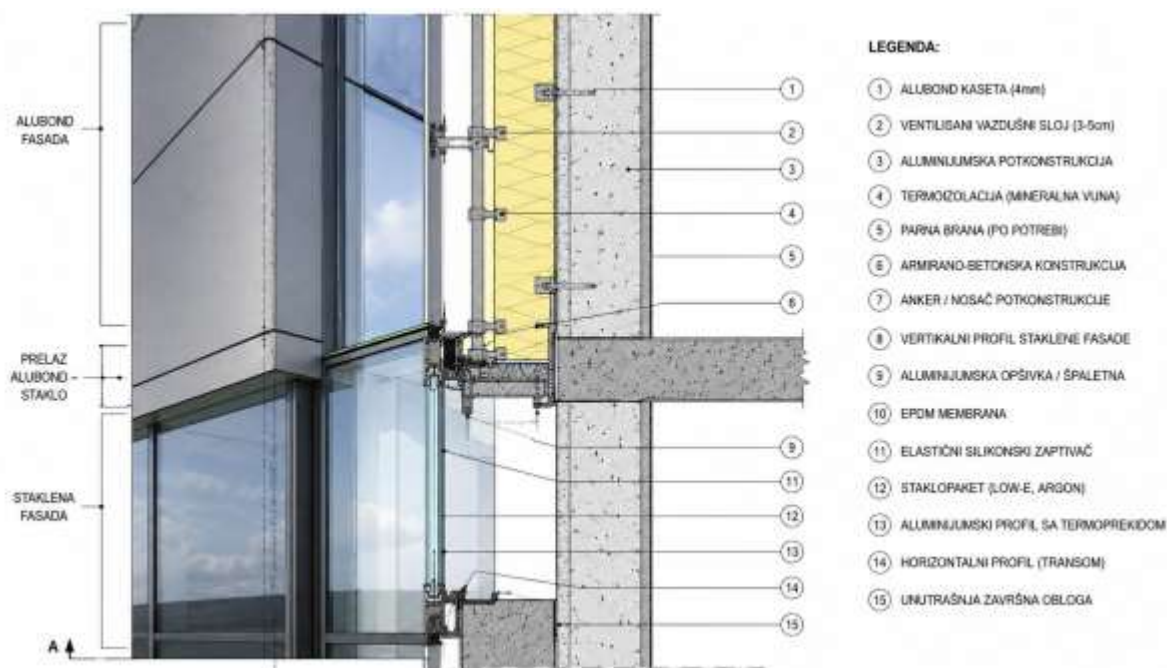 ALUBOND
FASADA
PRELAZ
ALUBOND -
STAKLO
STAKLENA
FASADA
A
1
2
3
4
5
6
9
11
12
13
14
15
LEGENDA:
1 ALUBOND KASETA (4mm)
2 VENTILISANI VAZDUŠNI SLOJ (3-5cm)
3 ALUMINIJUMSKA POTKONSTRUKCIJA
4 TERMOIZOLACIJA (MINERALNA VUNA)
5 PARNA BRANA (PO POTREBI)
6 ARMIRANO-BETONSKA KONSTRUKCIJA
7 ANKER / NOSAČ POTKONSTRUKCIJE
8 VERTIKALNI PROFIL STAKLENE FASADE
9 ALUMINIJUMSKA OPŠIVKA / ŠPALETNA
10 EPDM MEMBRANA
11 ELASTIČNI SILIKONSKI ZAPTIVAČ
12 STAKLOPAKET (LOW-E, ARGON)
13 ALUMINIJUMSKI PROFIL SA TERMOPREKIDOM
14 HORIZONTALNI PROFIL (TRANSOM)
15 UNUTRAŠNJA ZAVRŠNA OBLOGA